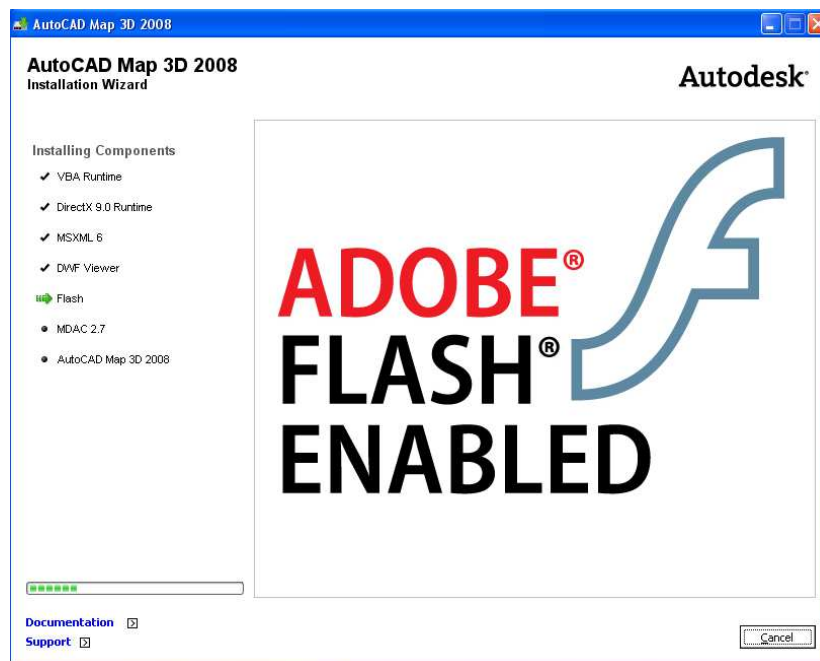 AutoCAD Map 3D 2008
AutoCAD Map 3D 2008
Installation Wizard
Autodesk®
Installing Components
VBA Runtime
DirectX 9.0 Runtime
MSXML 6
DWF Viewer
Flash
MDAC 2.7
AutoCAD Map 3D 2008
ADOBE®
FLASH®
ENABLED
Documentation
Support
Cancel